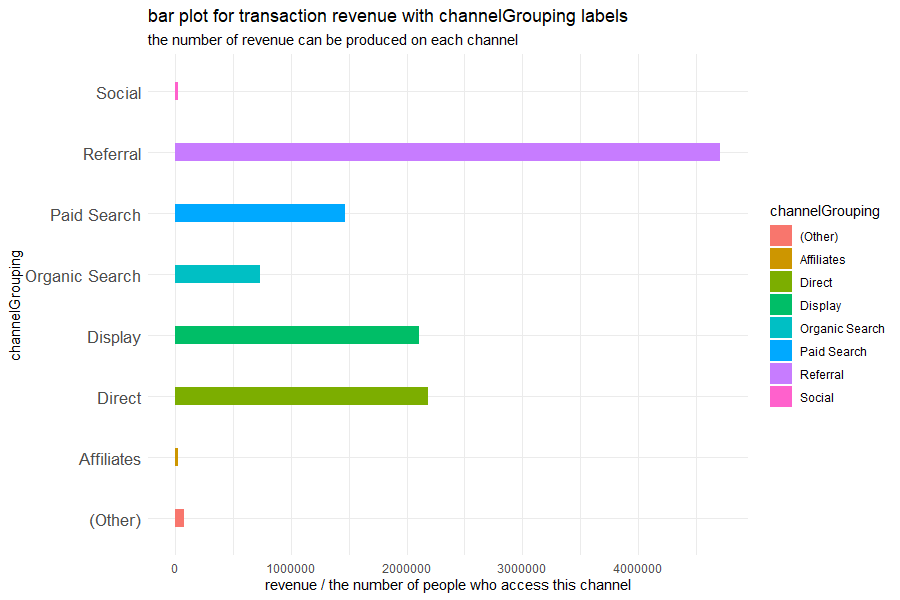 bar plot for transaction revenue with channelGrouping labels
the number of revenue can be produced on each channel
channelGrouping
Social
Referral
Paid Search
Organic Search
Display
Direct
Affiliates
(Other)
0 1000000 2000000 3000000 4000000
revenue / the number of people who access this channel
channelGrouping
(Other)
Affiliates
Direct
Display
Organic Search
Paid Search
Referral
Social